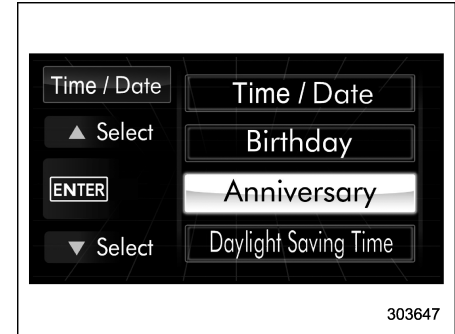 Time / Date
▲ Select
ENTER
▼ Select
Time / Date
Birthday
Anniversary
Daylight Saving Time
303647